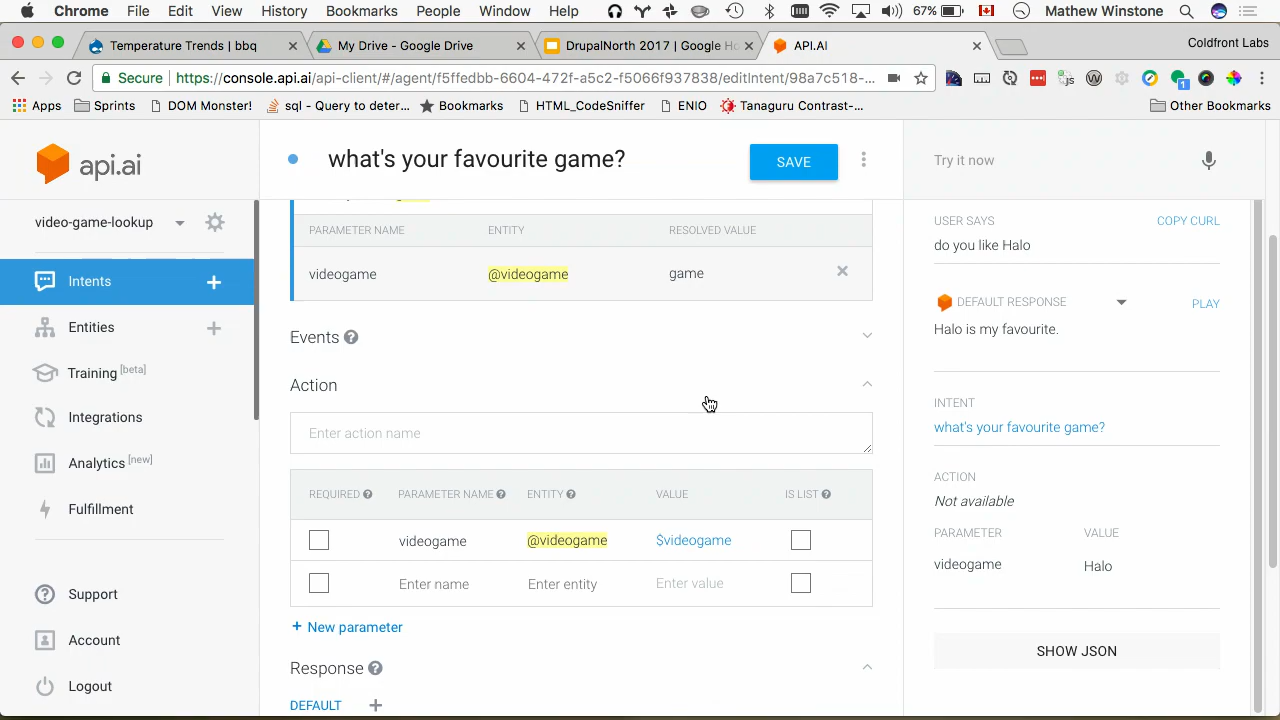 Chrome File Edit View History Bookmarks People Window Help 67% Mathew Winstone
Temperature Trends | bbq My Drive - Google Drive DrupalNorth 2017 | Google Ho API.AI Coldfront Labs
Secure https://console.api.ai/api-client/#/agent/f5ffedbb-6604-472f-a5c2-f5066f937838/editIntent/98a7c518-...
Apps Sprints DOM Monster! sql - Query to deter... Bookmarks HTML_CodeSniffer ENIO Tanaguru Contrast-... Other Bookmarks
api.ai
what's your favourite game?
SAVE
Try it now
video-game-lookup
Intents
Entities
Training [beta]
Integrations
Analytics [new]
Fulfillment
Support
Account
Logout
PARAMETER NAME ENTITY RESOLVED VALUE
videogame @videogame game
Events
Action
Enter action name
REQUIRED PARAMETER NAME ENTITY VALUE IS LIST
videogame @videogame $videogame
Enter name Enter entity Enter value
+ New parameter
Response
DEFAULT +
USER SAYS COPY CURL
do you like Halo
DEFAULT RESPONSE PLAY
Halo is my favourite.
INTENT
what's your favourite game?
ACTION
Not available
PARAMETER VALUE
videogame Halo
SHOW JSON